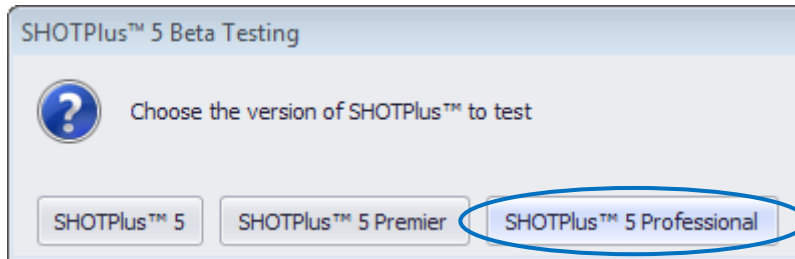 SHOTPlus™ 5 Beta Testing
Choose the version of SHOTPlus™ to test
SHOTPlus™ 5 SHOTPlus™ 5 Premier SHOTPlus™ 5 Professional